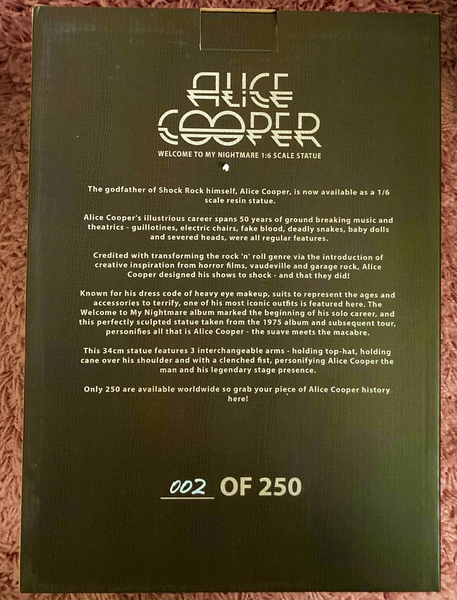 ALICE
COOPER
WELCOME TO MY NIGHTMARE 1:6 SCALE STATUE
The godfather of Shock Rock himself, Alice Cooper, is now available as a 1/6
scale resin statue.
Alice Cooper's illustrious career spans 50 years of ground breaking music and
theatrics - guillotines, electric chairs, fake blood, deadly snakes, baby dolls
and severed heads, were all regular features.
Credited with transforming the rock 'n' roll genre via the introduction of
creative inspiration from horror films, vaudeville and garage rock, Alice
Cooper designed his shows to shock - and that they did!
Known for his dress code of heavy eye makeup, suits to represent the ages and
accessories to terrify, one of his most iconic outfits is featured here. The
Welcome to My Nightmare album marked the beginning of his solo career, and
this perfectly sculpted statue taken from the 1975 album and subsequent tour,
personifies all that is Alice Cooper - the suave meets the macabre.
This 34cm statue features 3 interchangeable arms - holding top-hat, holding
cane over his shoulder and with a clenched fist, personifying Alice Cooper the
man and his legendary stage presence.
Only 250 are available worldwide so grab your piece of Alice Cooper history
here!
002 OF 250